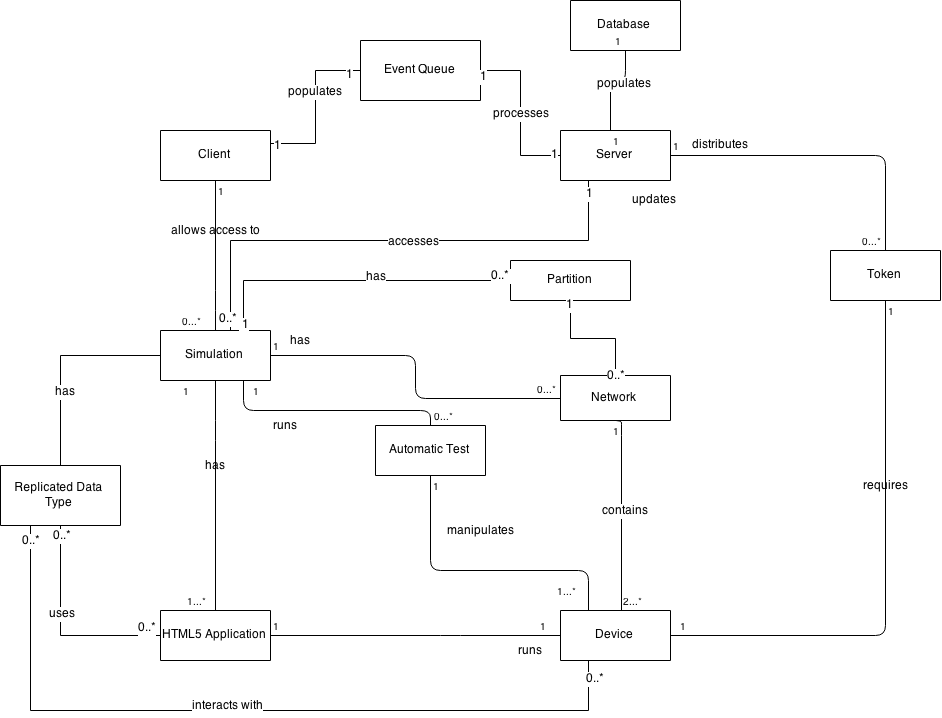 Database
1
Event Queue
1
1
populates
populates
processes
1
1
1
Client
Server
1
distributes
1
1
updates
allows access to
accesses
0...*
has
0..*
Partition
Token
1
1
0...*
0..*
1
Simulation
1
has
0..*
0...*
has
1
1
Network
runs
0...*
1
Automatic Test
has
1
requires
Replicated Data
Type
contains
manipulates
0..*
0..*
1...*
1...*
2...*
uses
0..*
HTML5 Application
1
1
Device
1
runs
0..*
interacts with